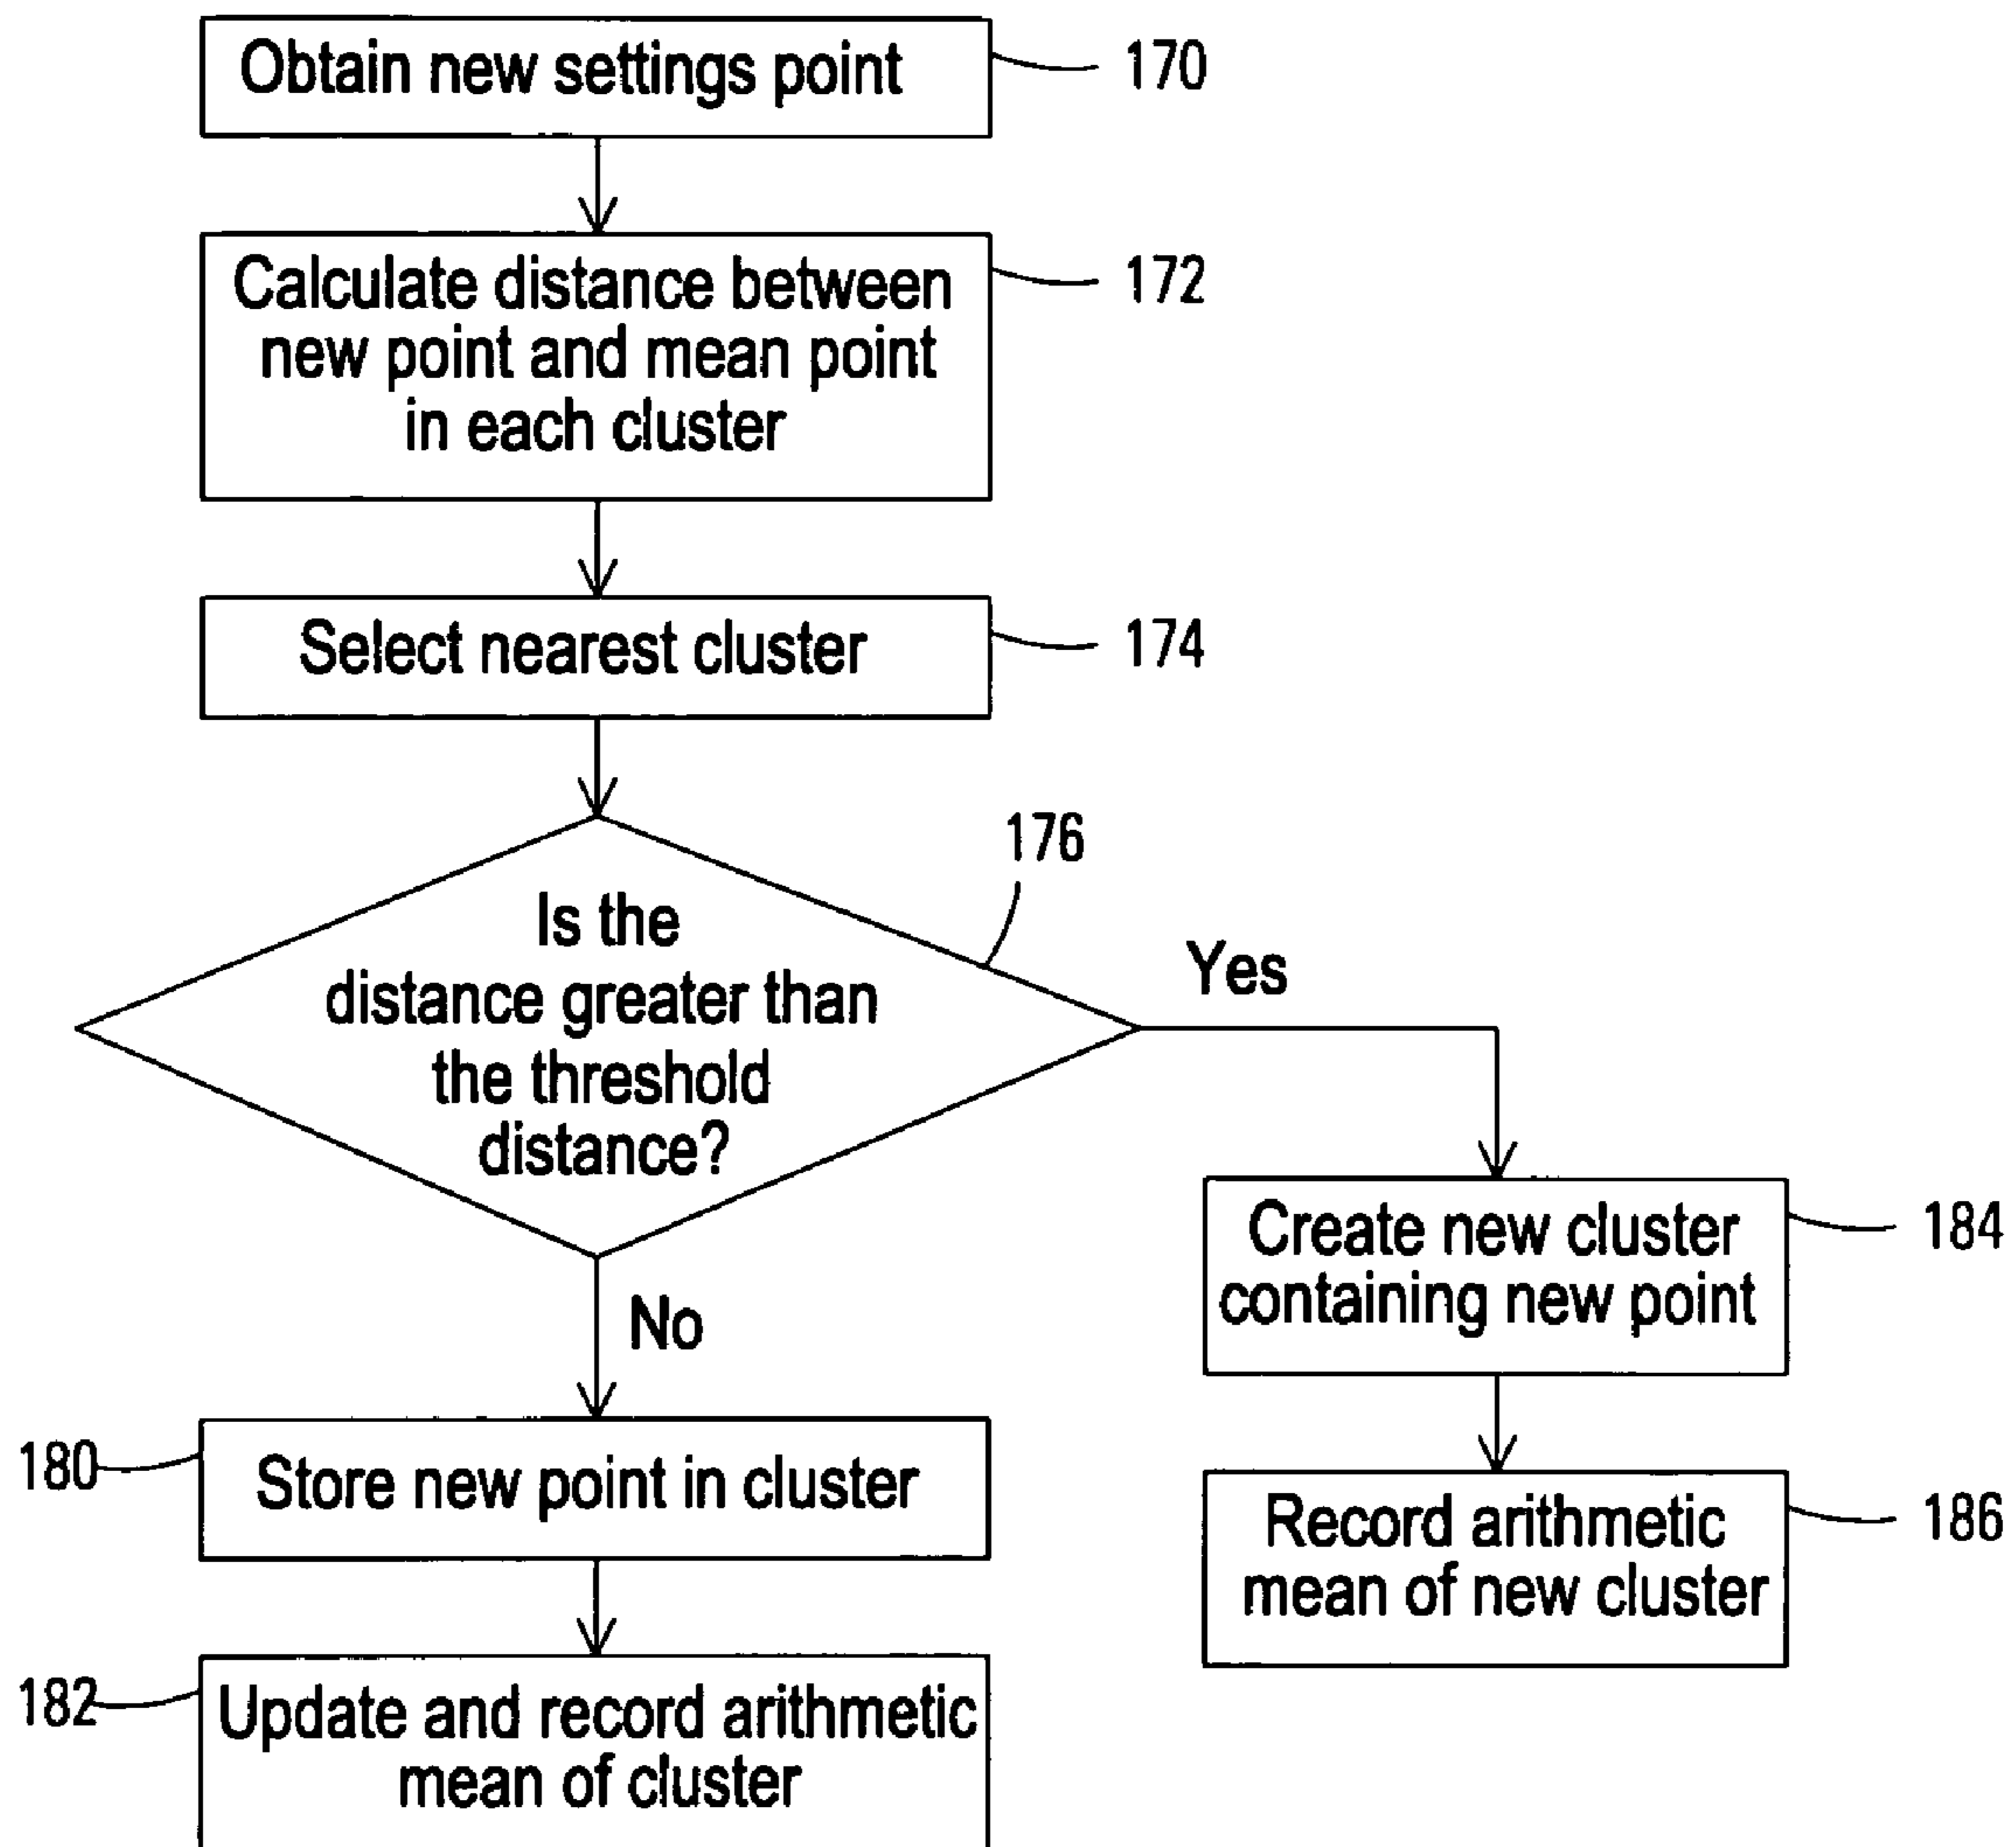 Obtain new settings point
170
Calculate distance between
new point and mean point
in each cluster
172
Select nearest cluster
174
176
Is the
distance greater than
the threshold
distance?
Yes
No
Create new cluster
containing new point
184
180
Store new point in cluster
Record arithmetic
mean of new cluster
186
182
Update and record arithmetic
mean of cluster